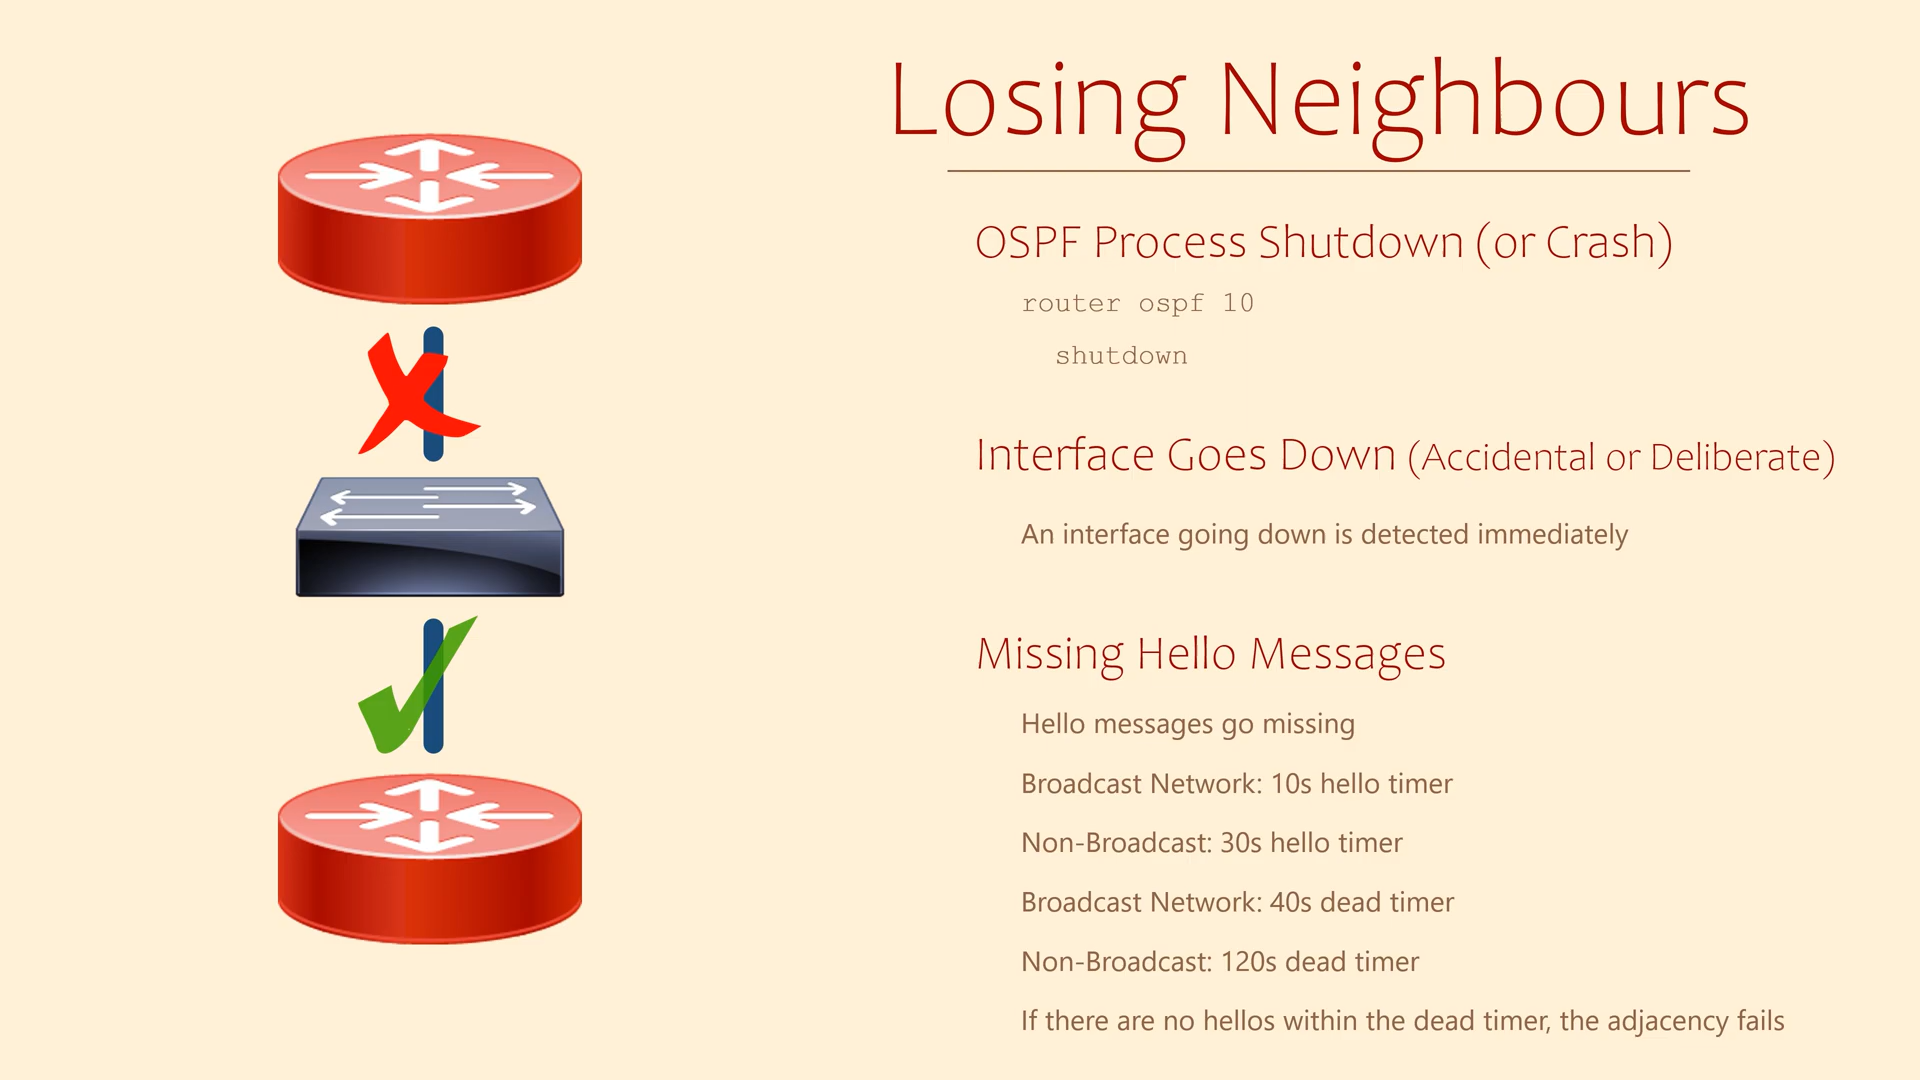 Losing Neighbours
OSPF Process Shutdown (or Crash)
router ospf 10
shutdown
Interface Goes Down (Accidental or Deliberate)
An interface going down is detected immediately
Missing Hello Messages
Hello messages go missing
Broadcast Network: 10s hello timer
Non-Broadcast: 30s hello timer
Broadcast Network: 40s dead timer
Non-Broadcast: 120s dead timer
If there are no hellos within the dead timer, the adjacency fails